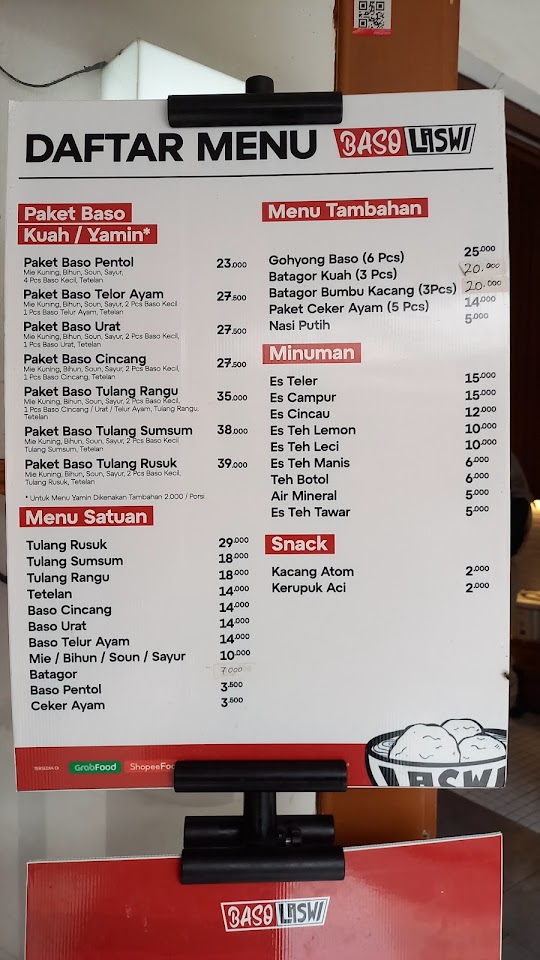 DAFTAR MENU BASO LASWI
Paket Baso
Kuah / Yamin*
Paket Baso Pentol 23.000
Mie Kuning, Bihun, Soun, Sayur,
4 Pcs Baso Kecil, Tetelan
Paket Baso Telor Ayam 27.500
Mie Kuning, Bihun, Soun, Sayur, 2 Pcs Baso Kecil
1 Pcs Baso Telur Ayam, Tetelan
Paket Baso Urat 27.500
Mie Kuning, Bihun, Soun, Sayur, 2 Pcs Baso Kecil,
1 Pcs Baso Urat, Tetelan
Paket Baso Cincang 27.500
Mie Kuning, Bihun, Soun, Sayur, 2 Pcs Baso Kecil,
1 Pcs Baso Cincang, Tetelan
Paket Baso Tulang Rangu 35.000
Mie Kuning, Bihun, Soun, Sayur, 2 Pcs Baso Kecil,
1 Pcs Baso Cincang / Urat / Telur Ayam, Tulang Rangu,
Tetelan
Paket Baso Tulang Sumsum 38.000
Mie Kuning, Bihun, Soun, Sayur, 2 Pcs Baso Kecil
Tulang Sumsum, Tetelan
Paket Baso Tulang Rusuk 39.000
Mie Kuning, Bihun, Soun, Sayur, 2 Pcs Baso Kecil,
Tulang Rusuk, Tetelan
* Untuk Menu Yamin Dikenakan Tambahan 2.000 / Porsi
Menu Satuan
Tulang Rusuk 29.000
Tulang Sumsum 18.000
Tulang Rangu 18.000
Tetelan 14.000
Baso Cincang 14.000
Baso Urat 14.000
Baso Telur Ayam 14.000
Mie / Bihun / Soun / Sayur 10.000
Batagor 7.000
Baso Pentol 3.500
Ceker Ayam 3.500
Menu Tambahan
Gohyong Baso (6 Pcs) 25.000
Batagor Kuah (3 Pcs) 20.000
Batagor Bumbu Kacang (3Pcs) 20.000
Paket Ceker Ayam (5 Pcs) 14.000
Nasi Putih 5.000
Minuman
Es Teler 15.000
Es Campur 15.000
Es Cincau 12.000
Es Teh Lemon 10.000
Es Teh Leci 10.000
Es Teh Manis 6.000
Teh Botol 6.000
Air Mineral 5.000
Es Teh Tawar 5.000
Snack
Kacang Atom 2.000
Kerupuk Aci 2.000
TERSEDIA DI GrabFood ShopeeFoo
LASWI
BASO LASWI